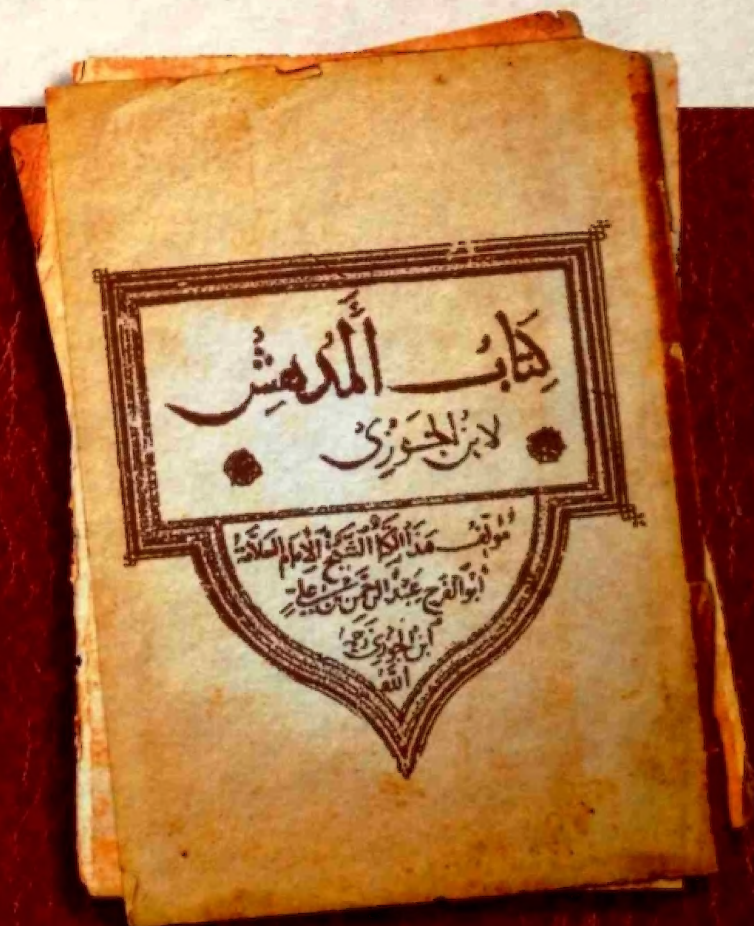 كتاب المدهش
لابن الجوزي
مؤلف هذا الكتاب الشيخ الإمام العلامة
أبو الفرج عبد الرحمن بن علي
ابن الجوزي رحمه
الله